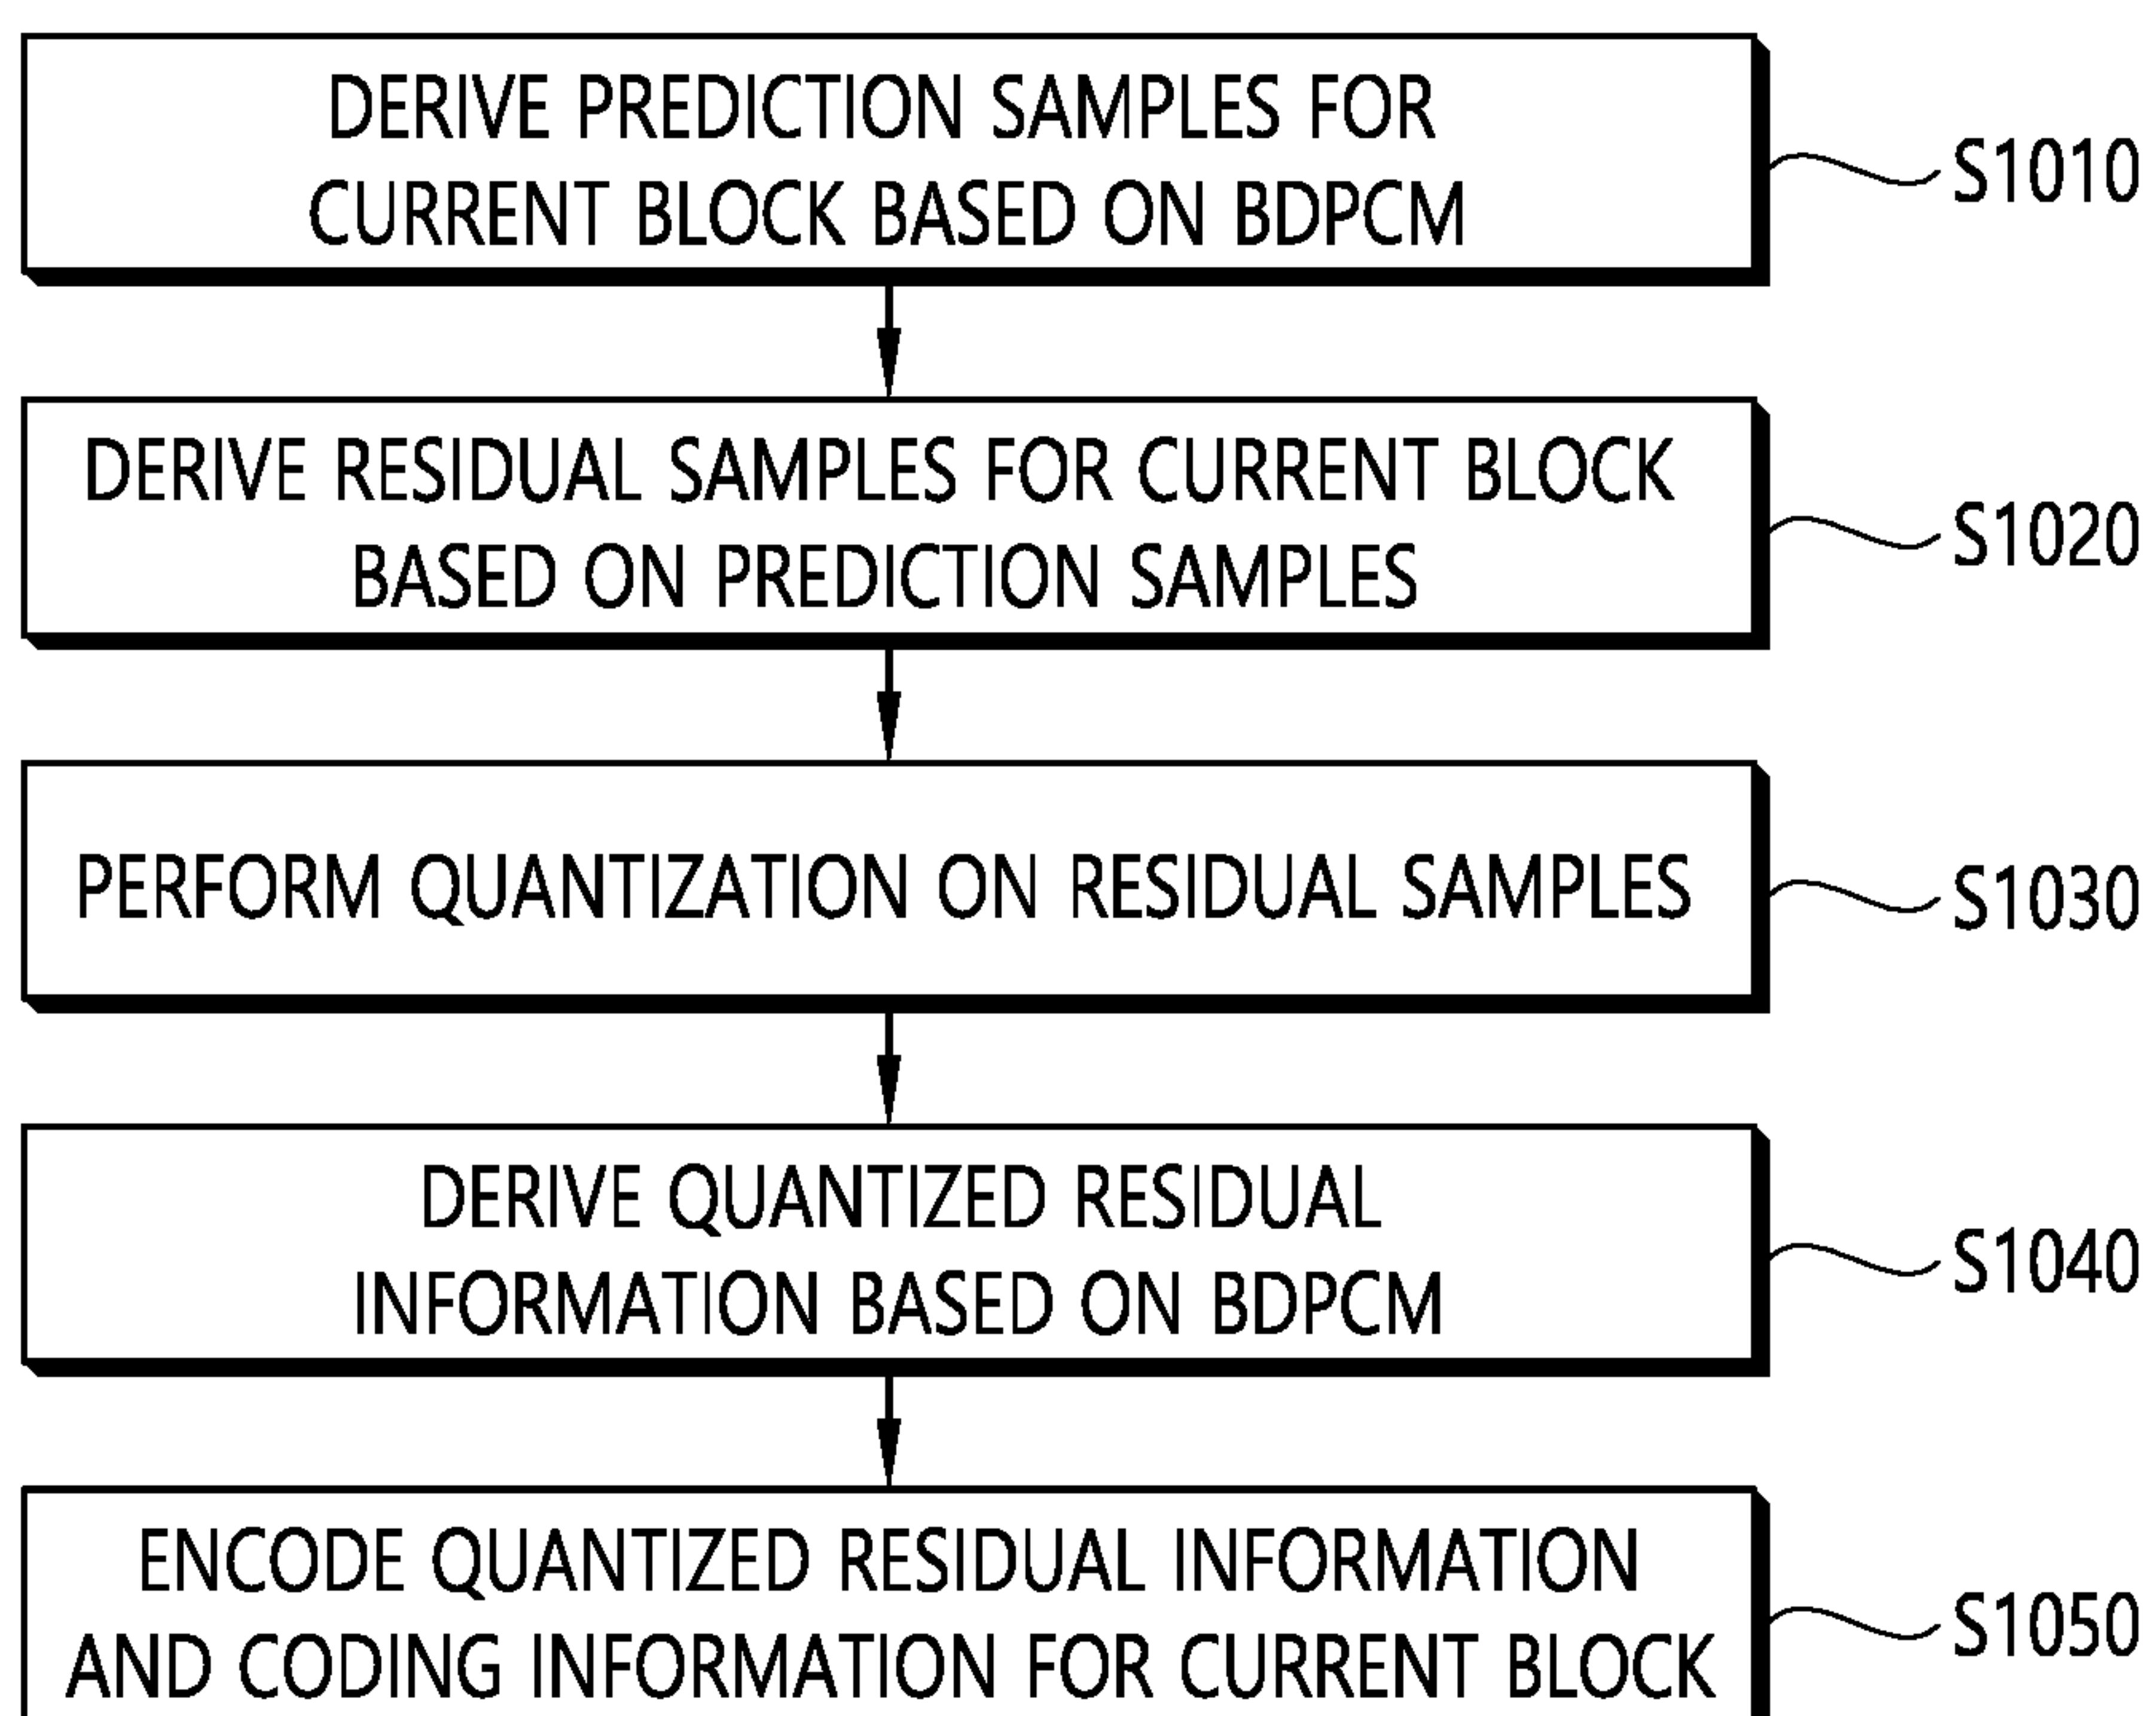 DERIVE PREDICTION SAMPLES FOR
CURRENT BLOCK BASED ON BDPCM
S1010
DERIVE RESIDUAL SAMPLES FOR CURRENT BLOCK
BASED ON PREDICTION SAMPLES
S1020
PERFORM QUANTIZATION ON RESIDUAL SAMPLES
S1030
DERIVE QUANTIZED RESIDUAL
INFORMATION BASED ON BDPCM
S1040
ENCODE QUANTIZED RESIDUAL INFORMATION
AND CODING INFORMATION FOR CURRENT BLOCK
S1050